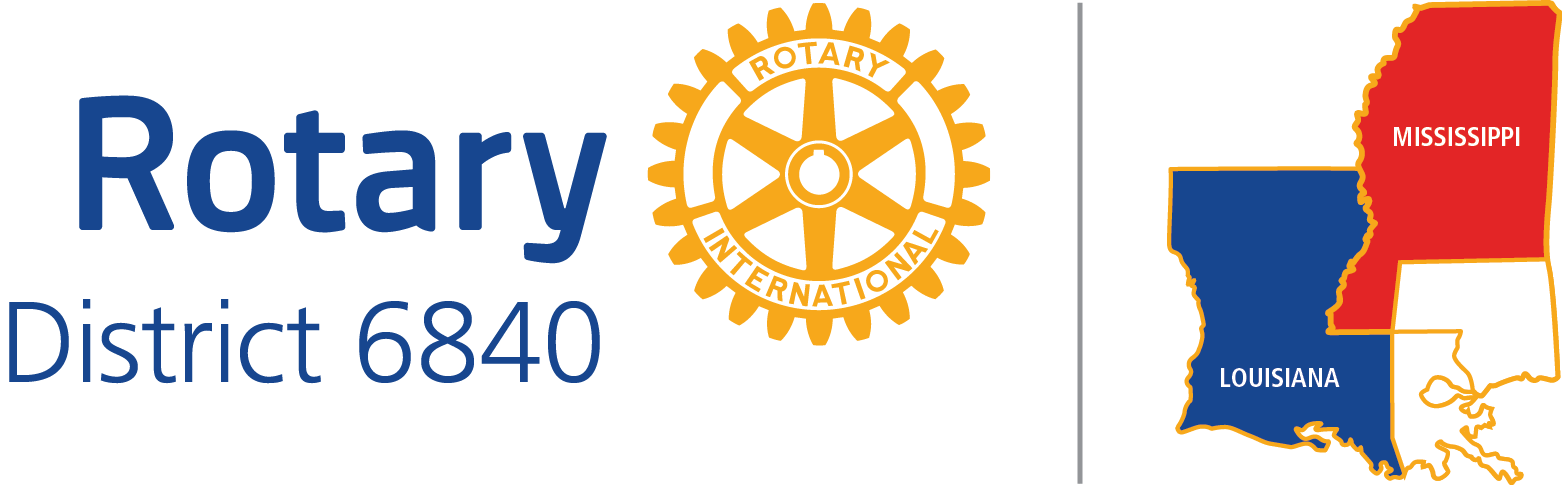 Rotary
District 6840
ROTARY
INTERNATIONAL
MISSISSIPPI
LOUISIANA